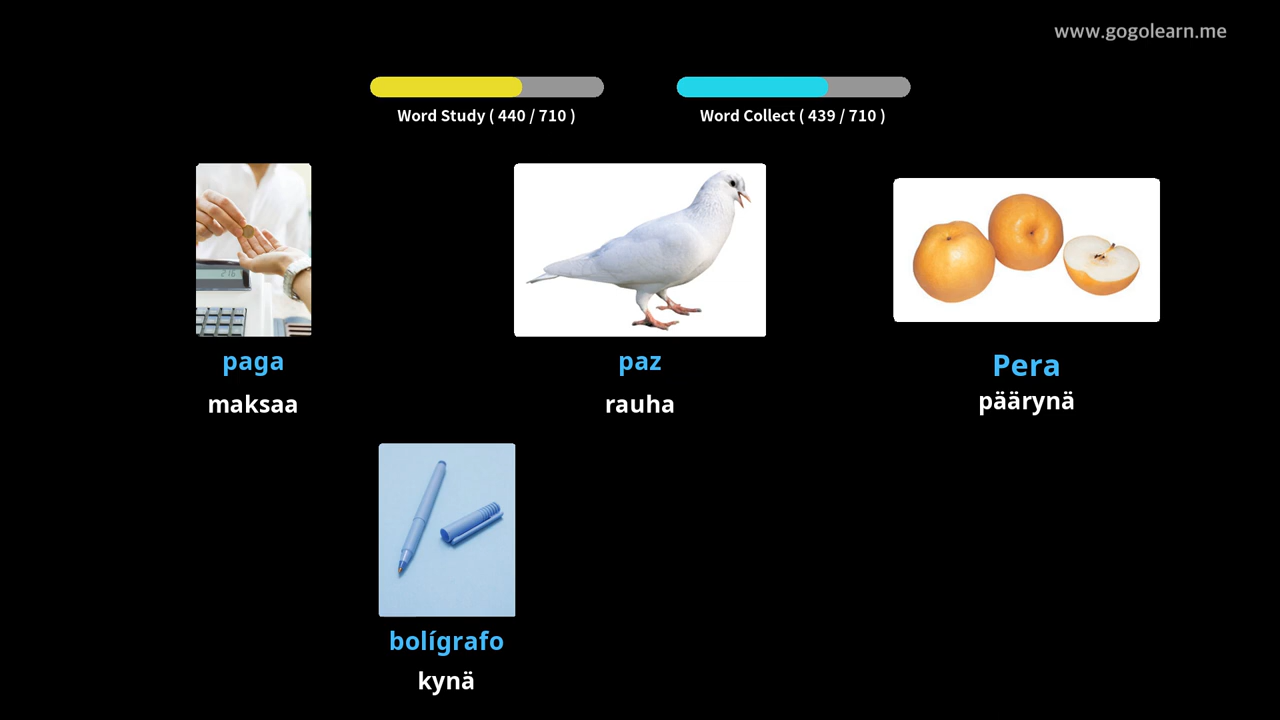 www.gogolearn.me
Word Study ( 440 / 710 )
Word Collect ( 439 / 710 )
paga
maksaa
paz
rauha
Pera
päärynä
bolígrafo
kynä